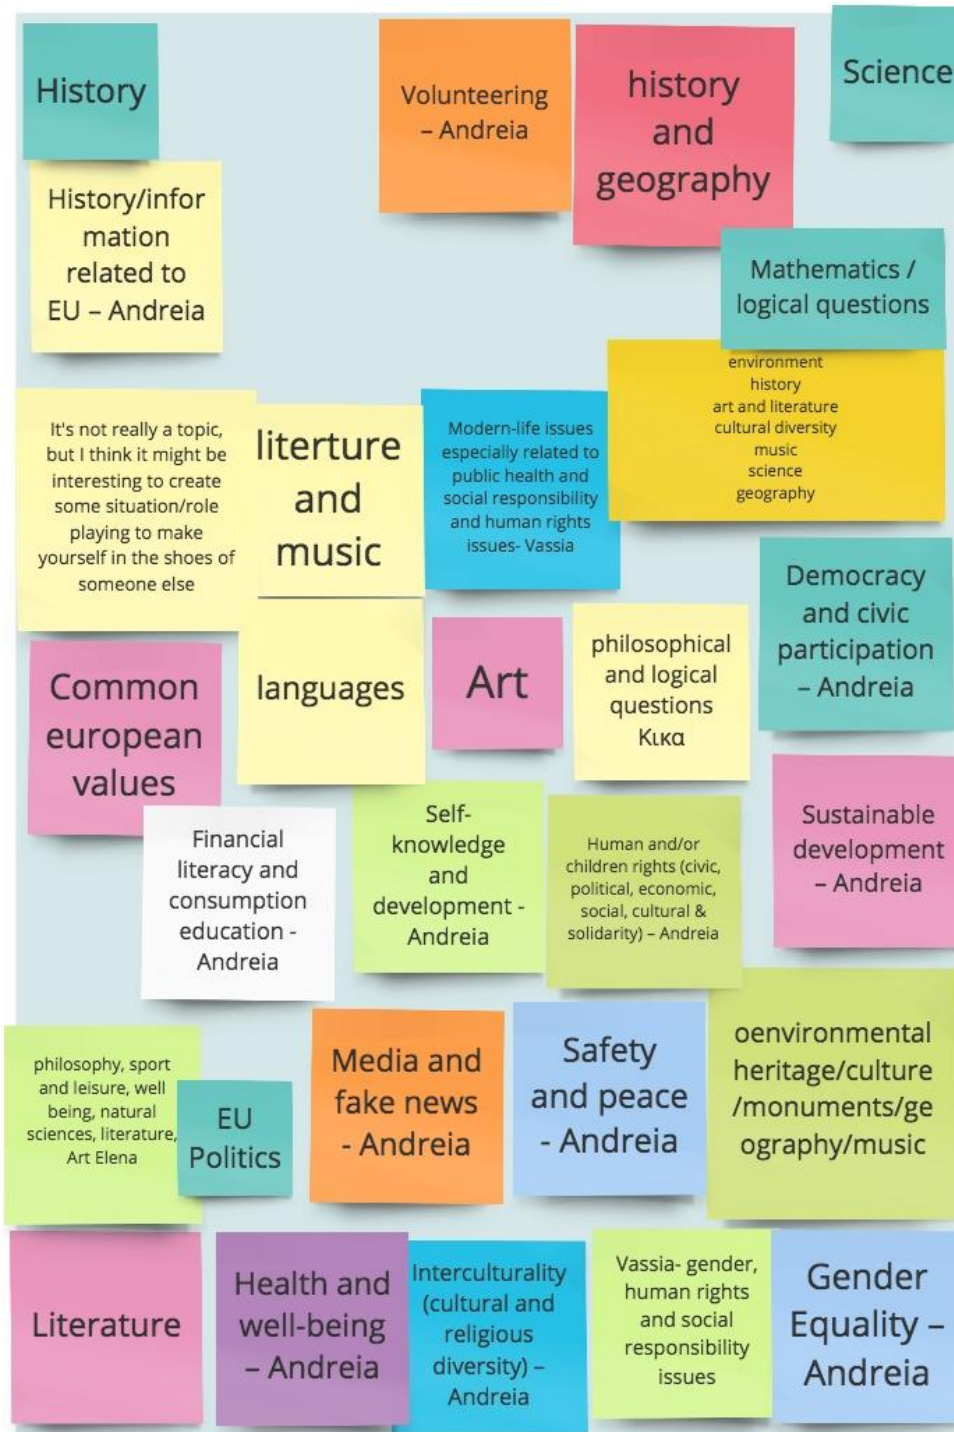 History
Volunteering
– Andreia
history
and
geography
Science
History/infor
mation
related to
EU – Andreia
Mathematics /
logical questions
environment
history
art and literature
cultural diversity
music
science
geography
It's not really a topic,
but I think it might be
interesting to create
some situation/role
playing to make
yourself in the shoes of
someone else
literture
and
music
Modern-life issues
especially related to
public health and
social responsibility
and human rights
issues- Vassia
Democracy
and civic
participation
– Andreia
Common
european
values
languages
Art
philosophical
and logical
questions
Κικα
Financial
literacy and
consumption
education -
Andreia
Self-
knowledge
and
development -
Andreia
Human and/or
children rights (civic,
political, economic,
social, cultural &
solidarity) – Andreia
Sustainable
development
– Andreia
philosophy, sport
and leisure, well
being, natural
sciences, literature,
Art Elena
EU
Politics
Media and
fake news
- Andreia
Safety
and peace
- Andreia
oenvironmental
heritage/culture
/monuments/ge
ography/music
Literature
Health and
well-being
– Andreia
Interculturality
(cultural and
religious
diversity) –
Andreia
Vassia- gender,
human rights
and social
responsibility
issues
Gender
Equality –
Andreia